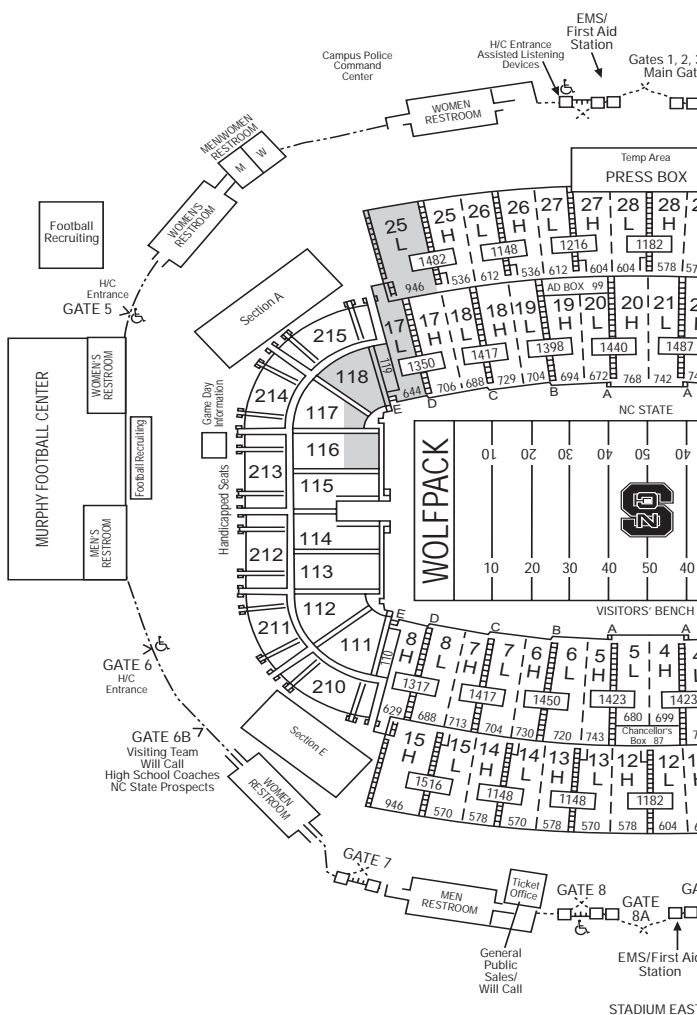 EMS/
First Aid
Station
H/C Entrance
Assisted Listening
Devices
Gates 1, 2, 3
Main Gat
Campus Police
Command
Center
WOMEN
RESTROOM
MEN/WOMEN
RESTROOM
M W
WOMEN'S
RESTROOM
Football
Recruiting
H/C
Entrance
GATE 5
Temp Area
PRESS BOX
25 L
25 H
26 L
26 H
27 L
27 H
28 L
28 H
1482
1148
1216
1182
946
536
612
536
612
604
604
578
57
AD BOX 99
17 L
17 H
18 L
18 H
19 L
19 H
20 L
20 H
21 L
1350
1417
1398
1440
1487
644
706
688
729
704
694
672
768
742
74
E D C B A A
NC STATE
Section A
215
119
118
214
117
Game Day
Information
116
213
115
Handicapped Seats
114
212
113
112
211
111
110
210
Section E
MURPHY FOOTBALL CENTER
WOMEN'S
RESTROOM
Football Recruiting
MEN'S
RESTROOM
WOLFPACK
10 20 30 40 50 40
NCS
10 20 30 40 50 40
VISITORS' BENCH
E D C B A A
8 H
8 L
7 H
7 L
6 H
6 L
5 H
5 L
4 H
1317
1417
1450
1423
1423
629
688
713
704
730
720
743
680
699
Chancellor's
Box 87
15 H
15 L
14 H
14 L
13 H
13 L
12 H
12 L
1516
1148
1148
1182
946
570
578
570
578
570
578
604
GATE 6
H/C
Entrance
GATE 6B
Visiting Team
Will Call
High School Coaches
NC State Prospects
WOMEN
RESTROOM
GATE 7
MEN
RESTROOM
Ticket
Office
General
Public
Sales/
Will Call
GATE 8
GATE
8A
GA
EMS/First Aid
Station
STADIUM EAST